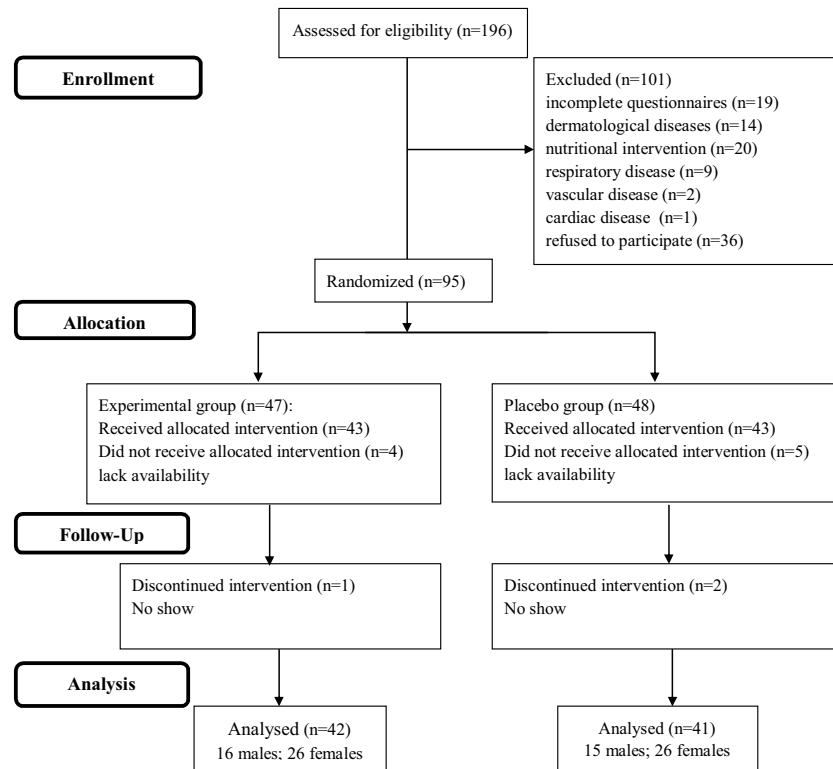 Assessed for eligibility (n=196)
Enrollment
Excluded (n=101)
incomplete questionnaires (n=19)
dermatological diseases (n=14)
nutritional intervention (n=20)
respiratory disease (n=9)
vascular disease (n=2)
cardiac disease (n=1)
refused to participate (n=36)
Randomized (n=95)
Allocation
Experimental group (n=47):
Received allocated intervention (n=43)
Did not receive allocated intervention (n=4)
lack availability
Placebo group (n=48)
Received allocated intervention (n=43)
Did not receive allocated intervention (n=5)
lack availability
Follow-Up
Discontinued intervention (n=1)
No show
Discontinued intervention (n=2)
No show
Analysis
Analysed (n=42)
16 males; 26 females
Analysed (n=41)
15 males; 26 females